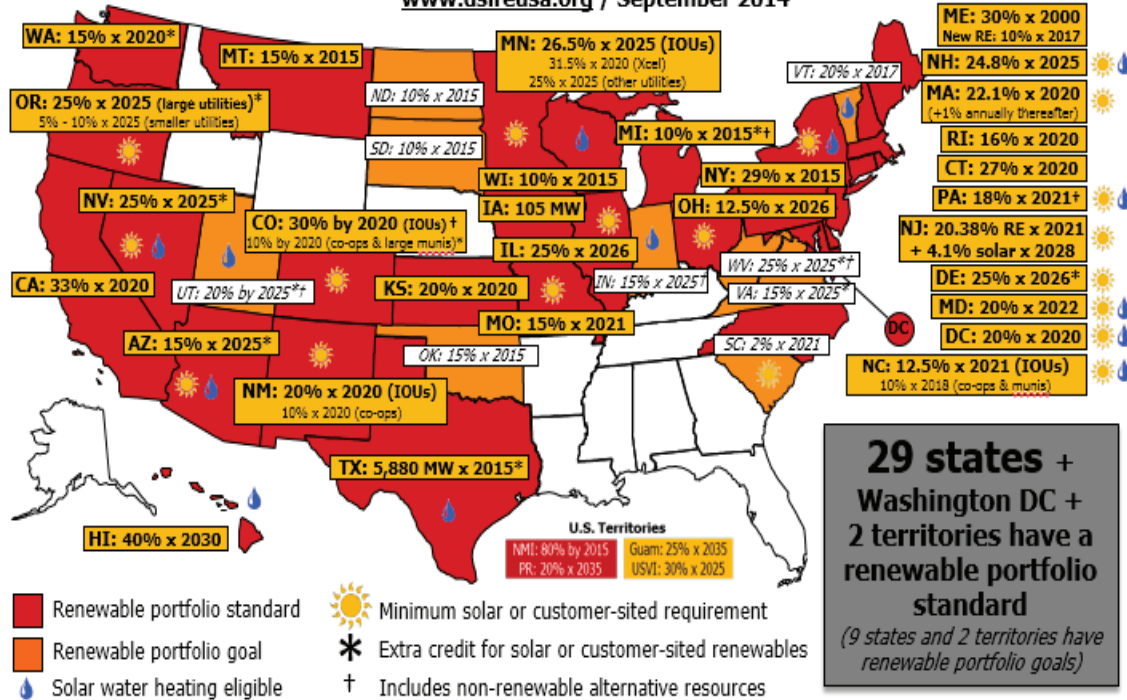 www.dsireusa.org / September 2014
WA: 15% x 2020*
MT: 15% x 2015
MN: 26.5% x 2025 (IOUs)
31.5% x 2020 (Xcel)
25% x 2025 (other utilities)
ME: 30% x 2000
New RE: 10% x 2017
VT: 20% x 2017
NH: 24.8% x 2025
OR: 25% x 2025 (large utilities)*
5% - 10% x 2025 (smaller utilities)
ND: 10% x 2015
MA: 22.1% x 2020
(+1% annually thereafter)
MI: 10% x 2015*†
RI: 16% x 2020
SD: 10% x 2015
CT: 27% x 2020
WI: 10% x 2015
NY: 29% x 2015
PA: 18% x 2021†
NV: 25% x 2025*
IA: 105 MW
OH: 12.5% x 2026
CO: 30% by 2020 (IOUs) †
10% by 2020 (co-ops & large munis)*
NJ: 20.38% RE x 2021
+ 4.1% solar x 2028
IL: 25% x 2026
WV: 25% x 2025*†
CA: 33% x 2020
UT: 20% by 2025*†
KS: 20% x 2020
IN: 15% x 2025†
VA: 15% x 2025*
DE: 25% x 2026*
MD: 20% x 2022
MO: 15% x 2021
DC
DC: 20% x 2020
AZ: 15% x 2025*
OK: 15% x 2015
SC: 2% x 2021
NC: 12.5% x 2021 (IOUs)
10% x 2018 (co-ops & munis)
NM: 20% x 2020 (IOUs)
10% x 2020 (co-ops)
TX: 5,880 MW x 2015*
HI: 40% x 2030
U.S. Territories
NMI: 80% by 2015
PR: 20% x 2035
Guam: 25% x 2035
USVI: 30% x 2025
29 states +
Washington DC +
2 territories have a
renewable portfolio
standard
(9 states and 2 territories have
renewable portfolio goals)
Renewable portfolio standard
Renewable portfolio goal
Solar water heating eligible
Minimum solar or customer-sited requirement
* Extra credit for solar or customer-sited renewables
† Includes non-renewable alternative resources